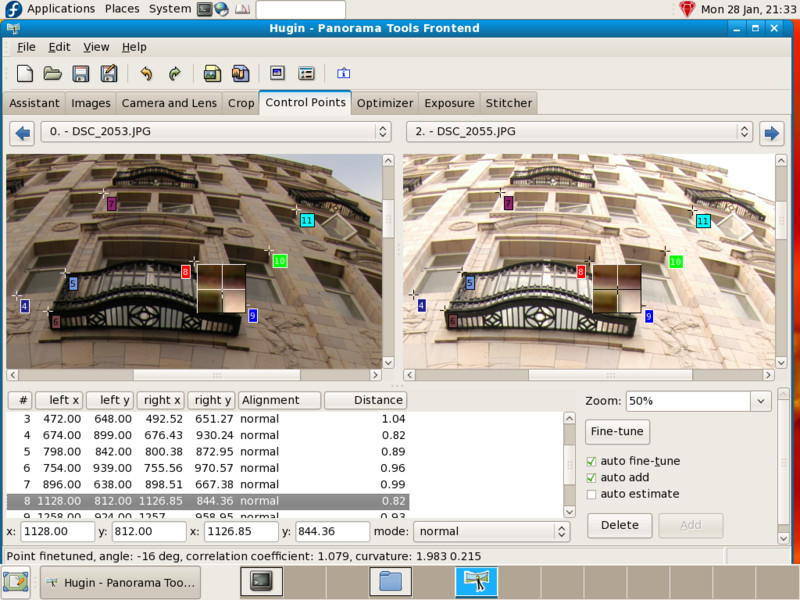 Applications Places System Mon 28 Jan, 21:33
Hugin - Panorama Tools Frontend
File Edit View Help
Assistant Images Camera and Lens Crop Control Points Optimizer Exposure Stitcher
0. - DSC_2053.JPG 2. - DSC_2055.JPG
7 7
11 11
10 10
8 8
5 5
4 4
9 9
6 6
# left x left y right x right y Alignment Distance
Zoom: 50%
3 472.00 648.00 492.52 651.27 normal 1.04
4 674.00 899.00 676.43 930.24 normal 0.82
Fine-tune
5 798.00 842.00 800.38 872.95 normal 0.89
auto fine-tune
6 754.00 939.00 755.56 970.57 normal 0.96
auto add
7 896.00 638.00 898.51 667.38 normal 0.99
auto estimate
8 1128.00 812.00 1126.85 844.36 normal 0.82
9 1258.00 924.00 1257 958.95 normal 0.93
x: 1128.00 y: 812.00 x: 1126.85 y: 844.36 mode: normal
Delete Add
Point finetuned, angle: -16 deg, correlation coefficient: 1.079, curvature: 1.983 0.215
Hugin - Panorama Too...